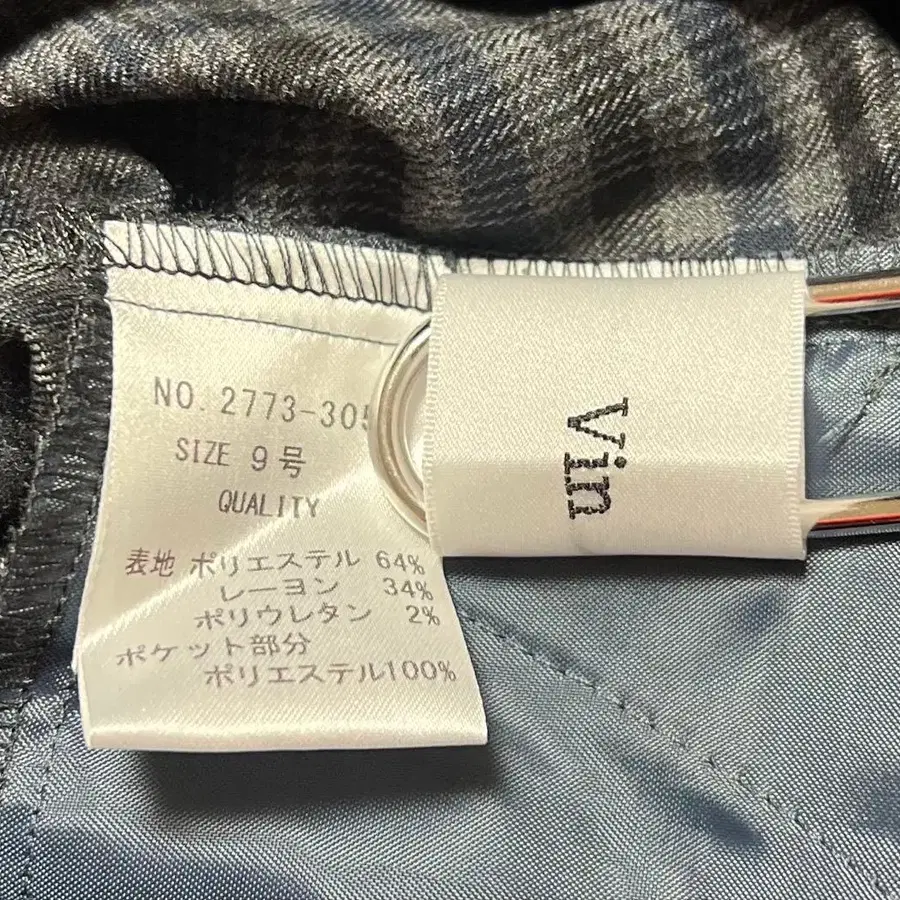 NO. 2773-305
SIZE 9号
QUALITY
表地 ポリエステル 64%
レーヨン 34%
ポリウレタン 2%
ポケット部分
ポリエステル100%
Vin